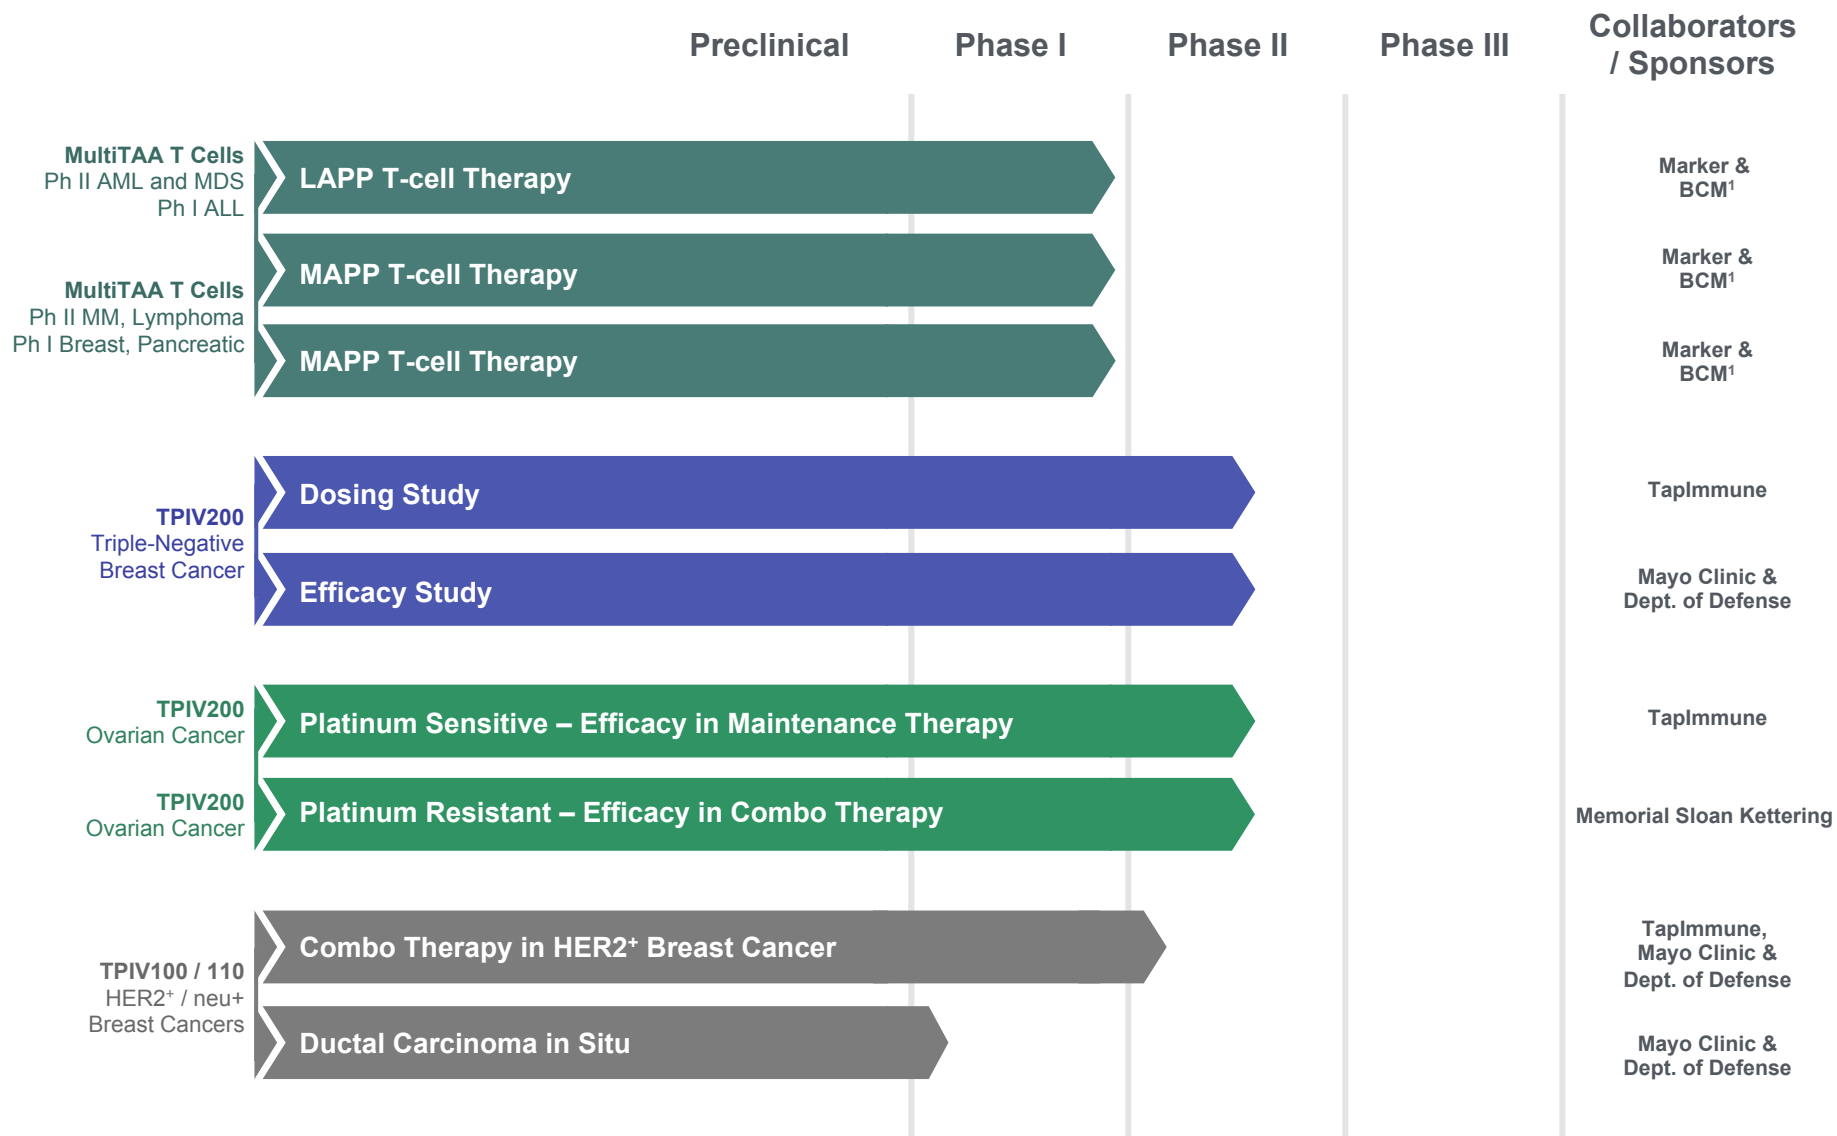 Preclinical
Phase I
Phase II
Phase III
Collaborators
/ Sponsors
MultiTAA T Cells
Ph II AML and MDS
Ph I ALL
LAPP T-cell Therapy
Marker &
BCM¹
MultiTAA T Cells
Ph II MM, Lymphoma
Ph I Breast, Pancreatic
MAPP T-cell Therapy
Marker &
BCM¹
MAPP T-cell Therapy
Marker &
BCM¹
TPIV200
Triple-Negative
Breast Cancer
Dosing Study
TapImmune
Efficacy Study
Mayo Clinic &
Dept. of Defense
TPIV200
Ovarian Cancer
Platinum Sensitive – Efficacy in Maintenance Therapy
TapImmune
TPIV200
Ovarian Cancer
Platinum Resistant – Efficacy in Combo Therapy
Memorial Sloan Kettering
TPIV100 / 110
HER2⁺ / neu+
Breast Cancers
Combo Therapy in HER2⁺ Breast Cancer
TapImmune,
Mayo Clinic &
Dept. of Defense
Ductal Carcinoma in Situ
Mayo Clinic &
Dept. of Defense